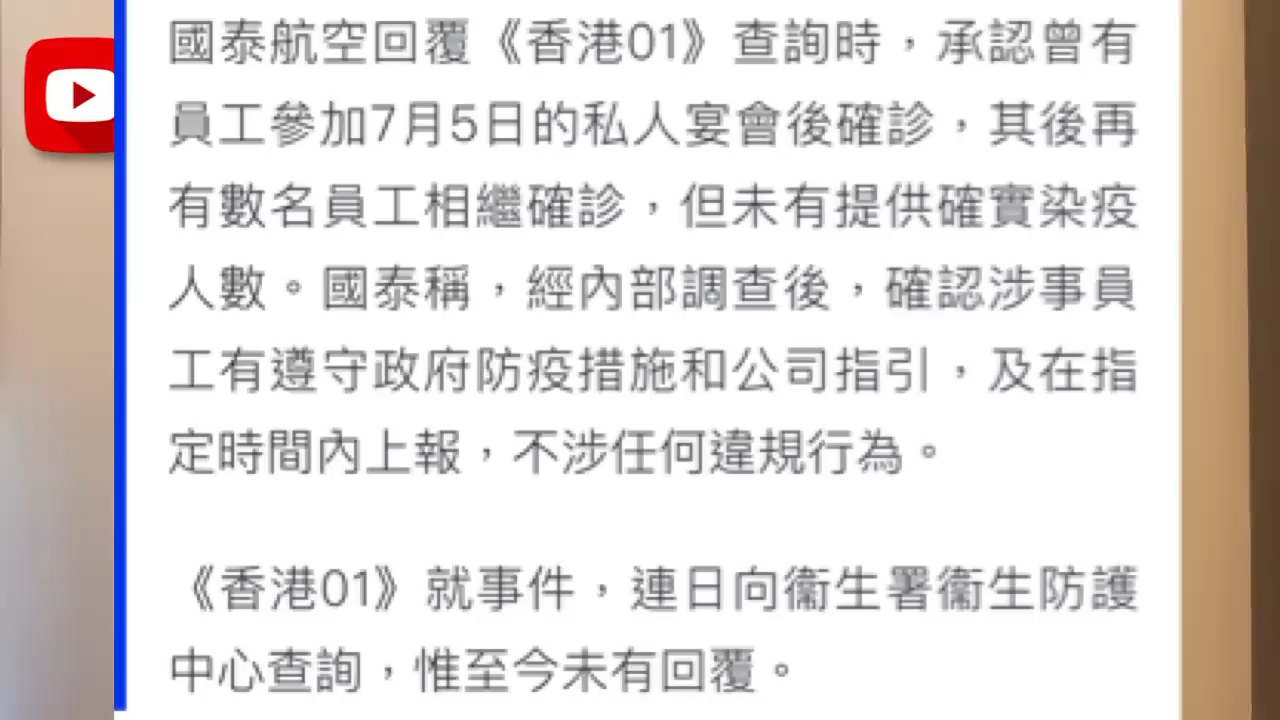 國泰航空回覆《香港01》查詢時，承認曾有
員工參加7月5日的私人宴會後確診，其後再
有數名員工相繼確診，但未有提供確實染疫
人數。國泰稱，經內部調查後，確認涉事員
工有遵守政府防疫措施和公司指引，及在指
定時間內上報，不涉任何違規行為。
《香港01》就事件，連日向衞生署衞生防護
中心查詢，惟至今未有回覆。